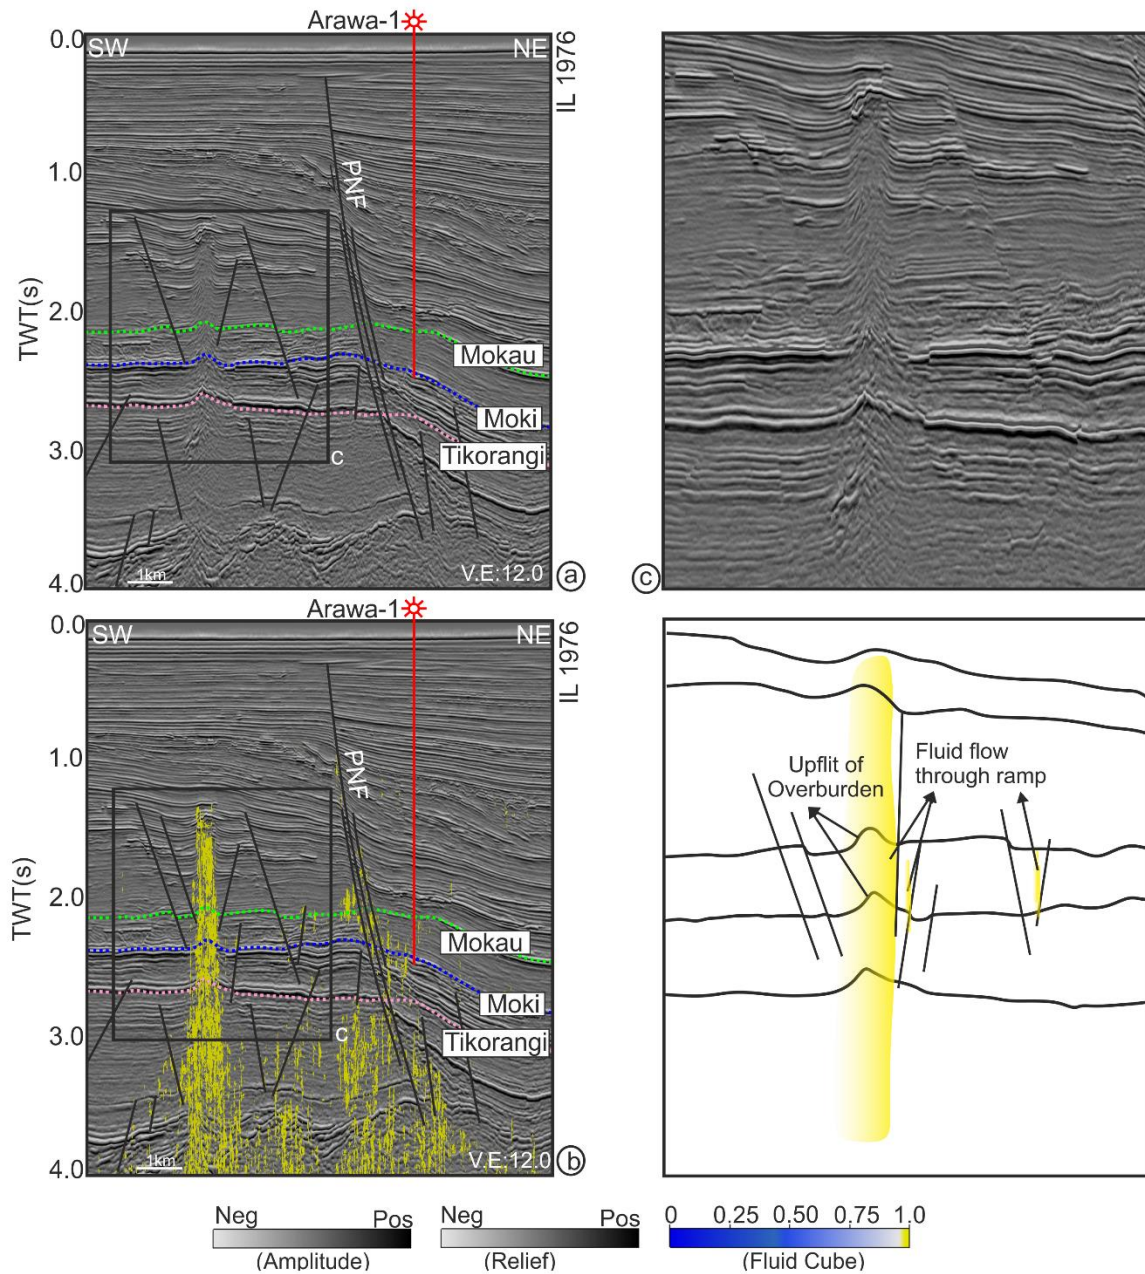 Arawa-1
0.0
SW
NE
IL 1976
1.0
PNF
TWT(s)
2.0
Mokau
Moki
3.0
Tikorangi
c
1km
4.0
V.E:12.0
a
c
Arawa-1
0.0
SW
NE
IL 1976
1.0
PNF
TWT(s)
2.0
Mokau
Moki
3.0
Tikorangi
c
1km
4.0
V.E:12.0
b
Upflit of
Overburden
Fluid flow
through ramp
Neg
Pos
(Amplitude)
Neg
Pos
(Relief)
0 0.25 0.50 0.75 1.0
(Fluid Cube)